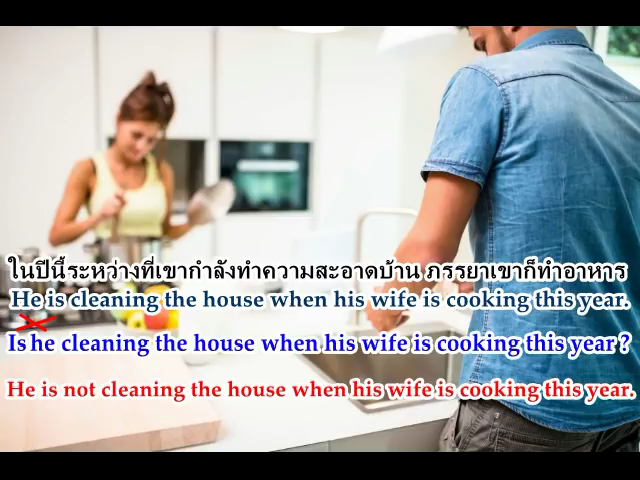 ในปีนี้ระหว่างที่เขากำลังทำความสะอาดบ้าน ภรรยาเขาก็ทำอาหาร
He is cleaning the house when his wife is cooking this year.
Is he cleaning the house when his wife is cooking this year ?
He is not cleaning the house when his wife is cooking this year.